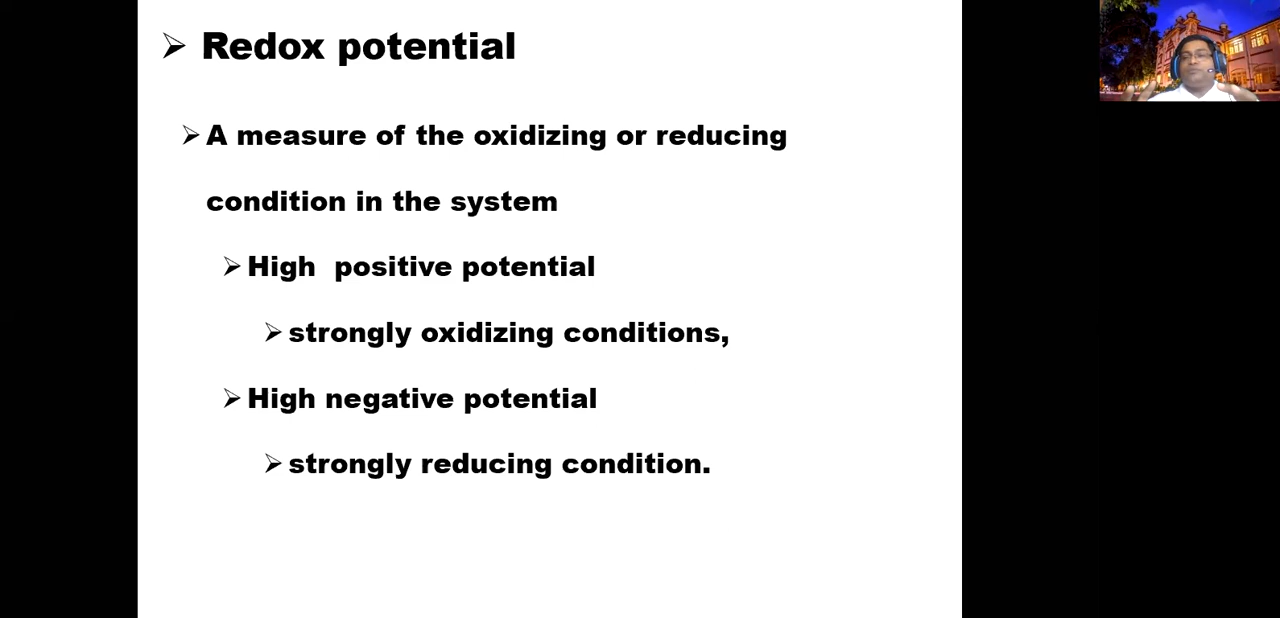 ➢ Redox potential
➢ A measure of the oxidizing or reducing
condition in the system
➢ High  positive potential
➢ strongly oxidizing conditions,
➢ High negative potential
➢ strongly reducing condition.